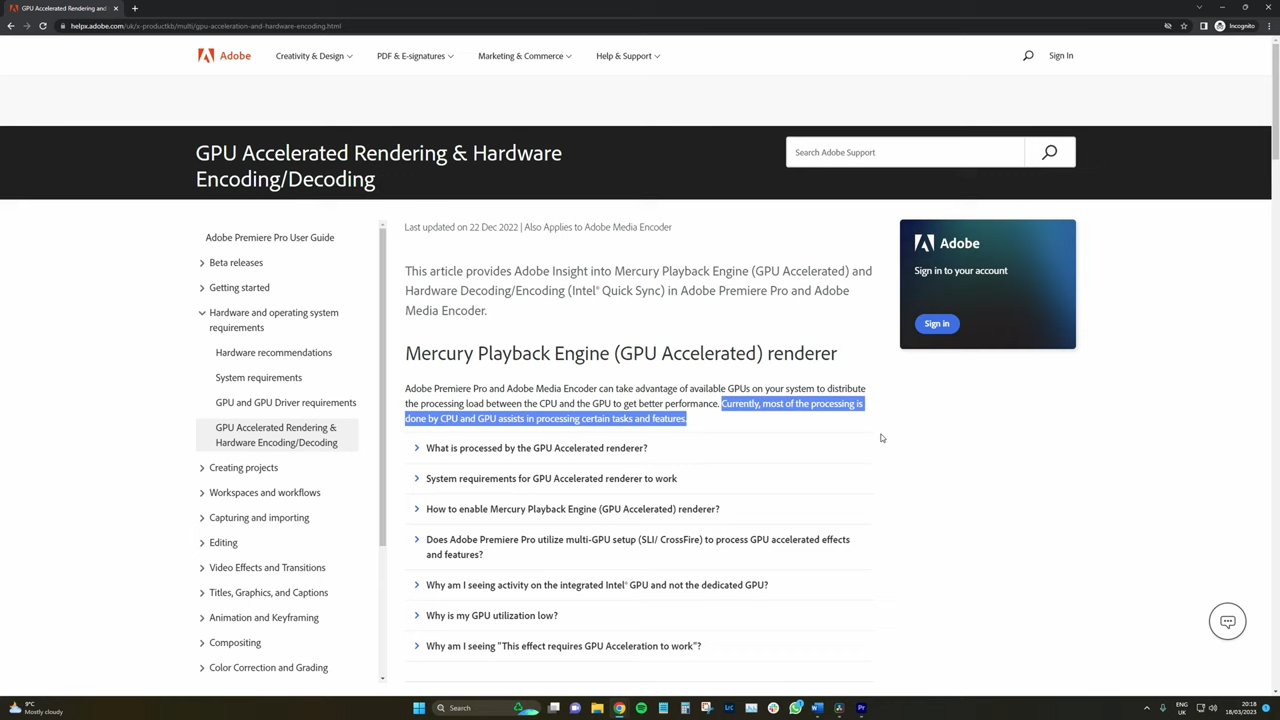 GPU Accelerated Rendering and
helpx.adobe.com/uk/x-productkb/multi/gpu-acceleration-and-hardware-encoding.html
Incognito
Adobe
Creativity & Design
PDF & E-signatures
Marketing & Commerce
Help & Support
Sign In
GPU Accelerated Rendering & Hardware
Encoding/Decoding
Search Adobe Support
Adobe Premiere Pro User Guide
Beta releases
Getting started
Hardware and operating system
requirements
Hardware recommendations
System requirements
GPU and GPU Driver requirements
GPU Accelerated Rendering &
Hardware Encoding/Decoding
Creating projects
Workspaces and workflows
Capturing and importing
Editing
Video Effects and Transitions
Titles, Graphics, and Captions
Animation and Keyframing
Compositing
Color Correction and Grading
Last updated on 22 Dec 2022 | Also Applies to Adobe Media Encoder
This article provides Adobe Insight into Mercury Playback Engine (GPU Accelerated) and
Hardware Decoding/Encoding (Intel® Quick Sync) in Adobe Premiere Pro and Adobe
Media Encoder.
Mercury Playback Engine (GPU Accelerated) renderer
Adobe Premiere Pro and Adobe Media Encoder can take advantage of available GPUs on your system to distribute
the processing load between the CPU and the GPU to get better performance. Currently, most of the processing is
done by CPU and GPU assists in processing certain tasks and features.
What is processed by the GPU Accelerated renderer?
System requirements for GPU Accelerated renderer to work
How to enable Mercury Playback Engine (GPU Accelerated) renderer?
Does Adobe Premiere Pro utilize multi-GPU setup (SLI/ CrossFire) to process GPU accelerated effects
and features?
Why am I seeing activity on the integrated Intel® GPU and not the dedicated GPU?
Why is my GPU utilization low?
Why am I seeing "This effect requires GPU Acceleration to work"?
Adobe
Sign in to your account
Sign in
9°C
Mostly cloudy
Search
LC
Pr
ENG
UK
20:18
18/03/2023